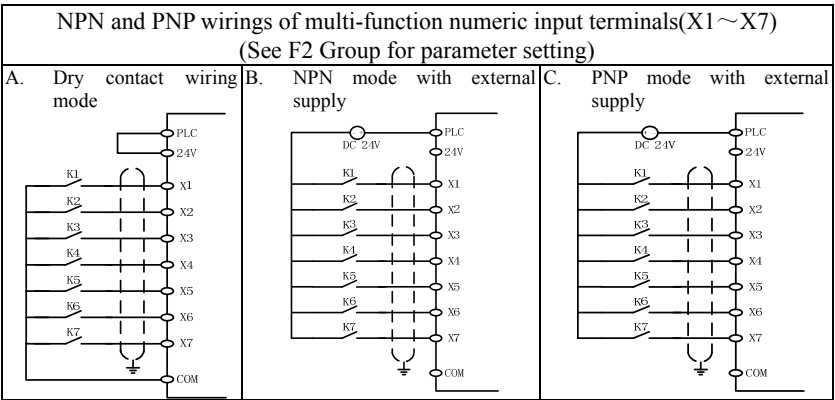 NPN and PNP wirings of multi-function numeric input terminals(X1～X7)
(See F2 Group for parameter setting)
A. Dry contact wiring
mode
PLC
24V
K1
X1
K2
X2
K3
X3
K4
X4
K5
X5
K6
X6
K7
X7
COM
B. NPN mode with external
supply
PLC
DC 24V
24V
K1
X1
K2
X2
K3
X3
K4
X4
K5
X5
K6
X6
K7
X7
COM
C. PNP mode with external
supply
PLC
DC 24V
24V
K1
X1
K2
X2
K3
X3
K4
X4
K5
X5
K6
X6
K7
X7
COM